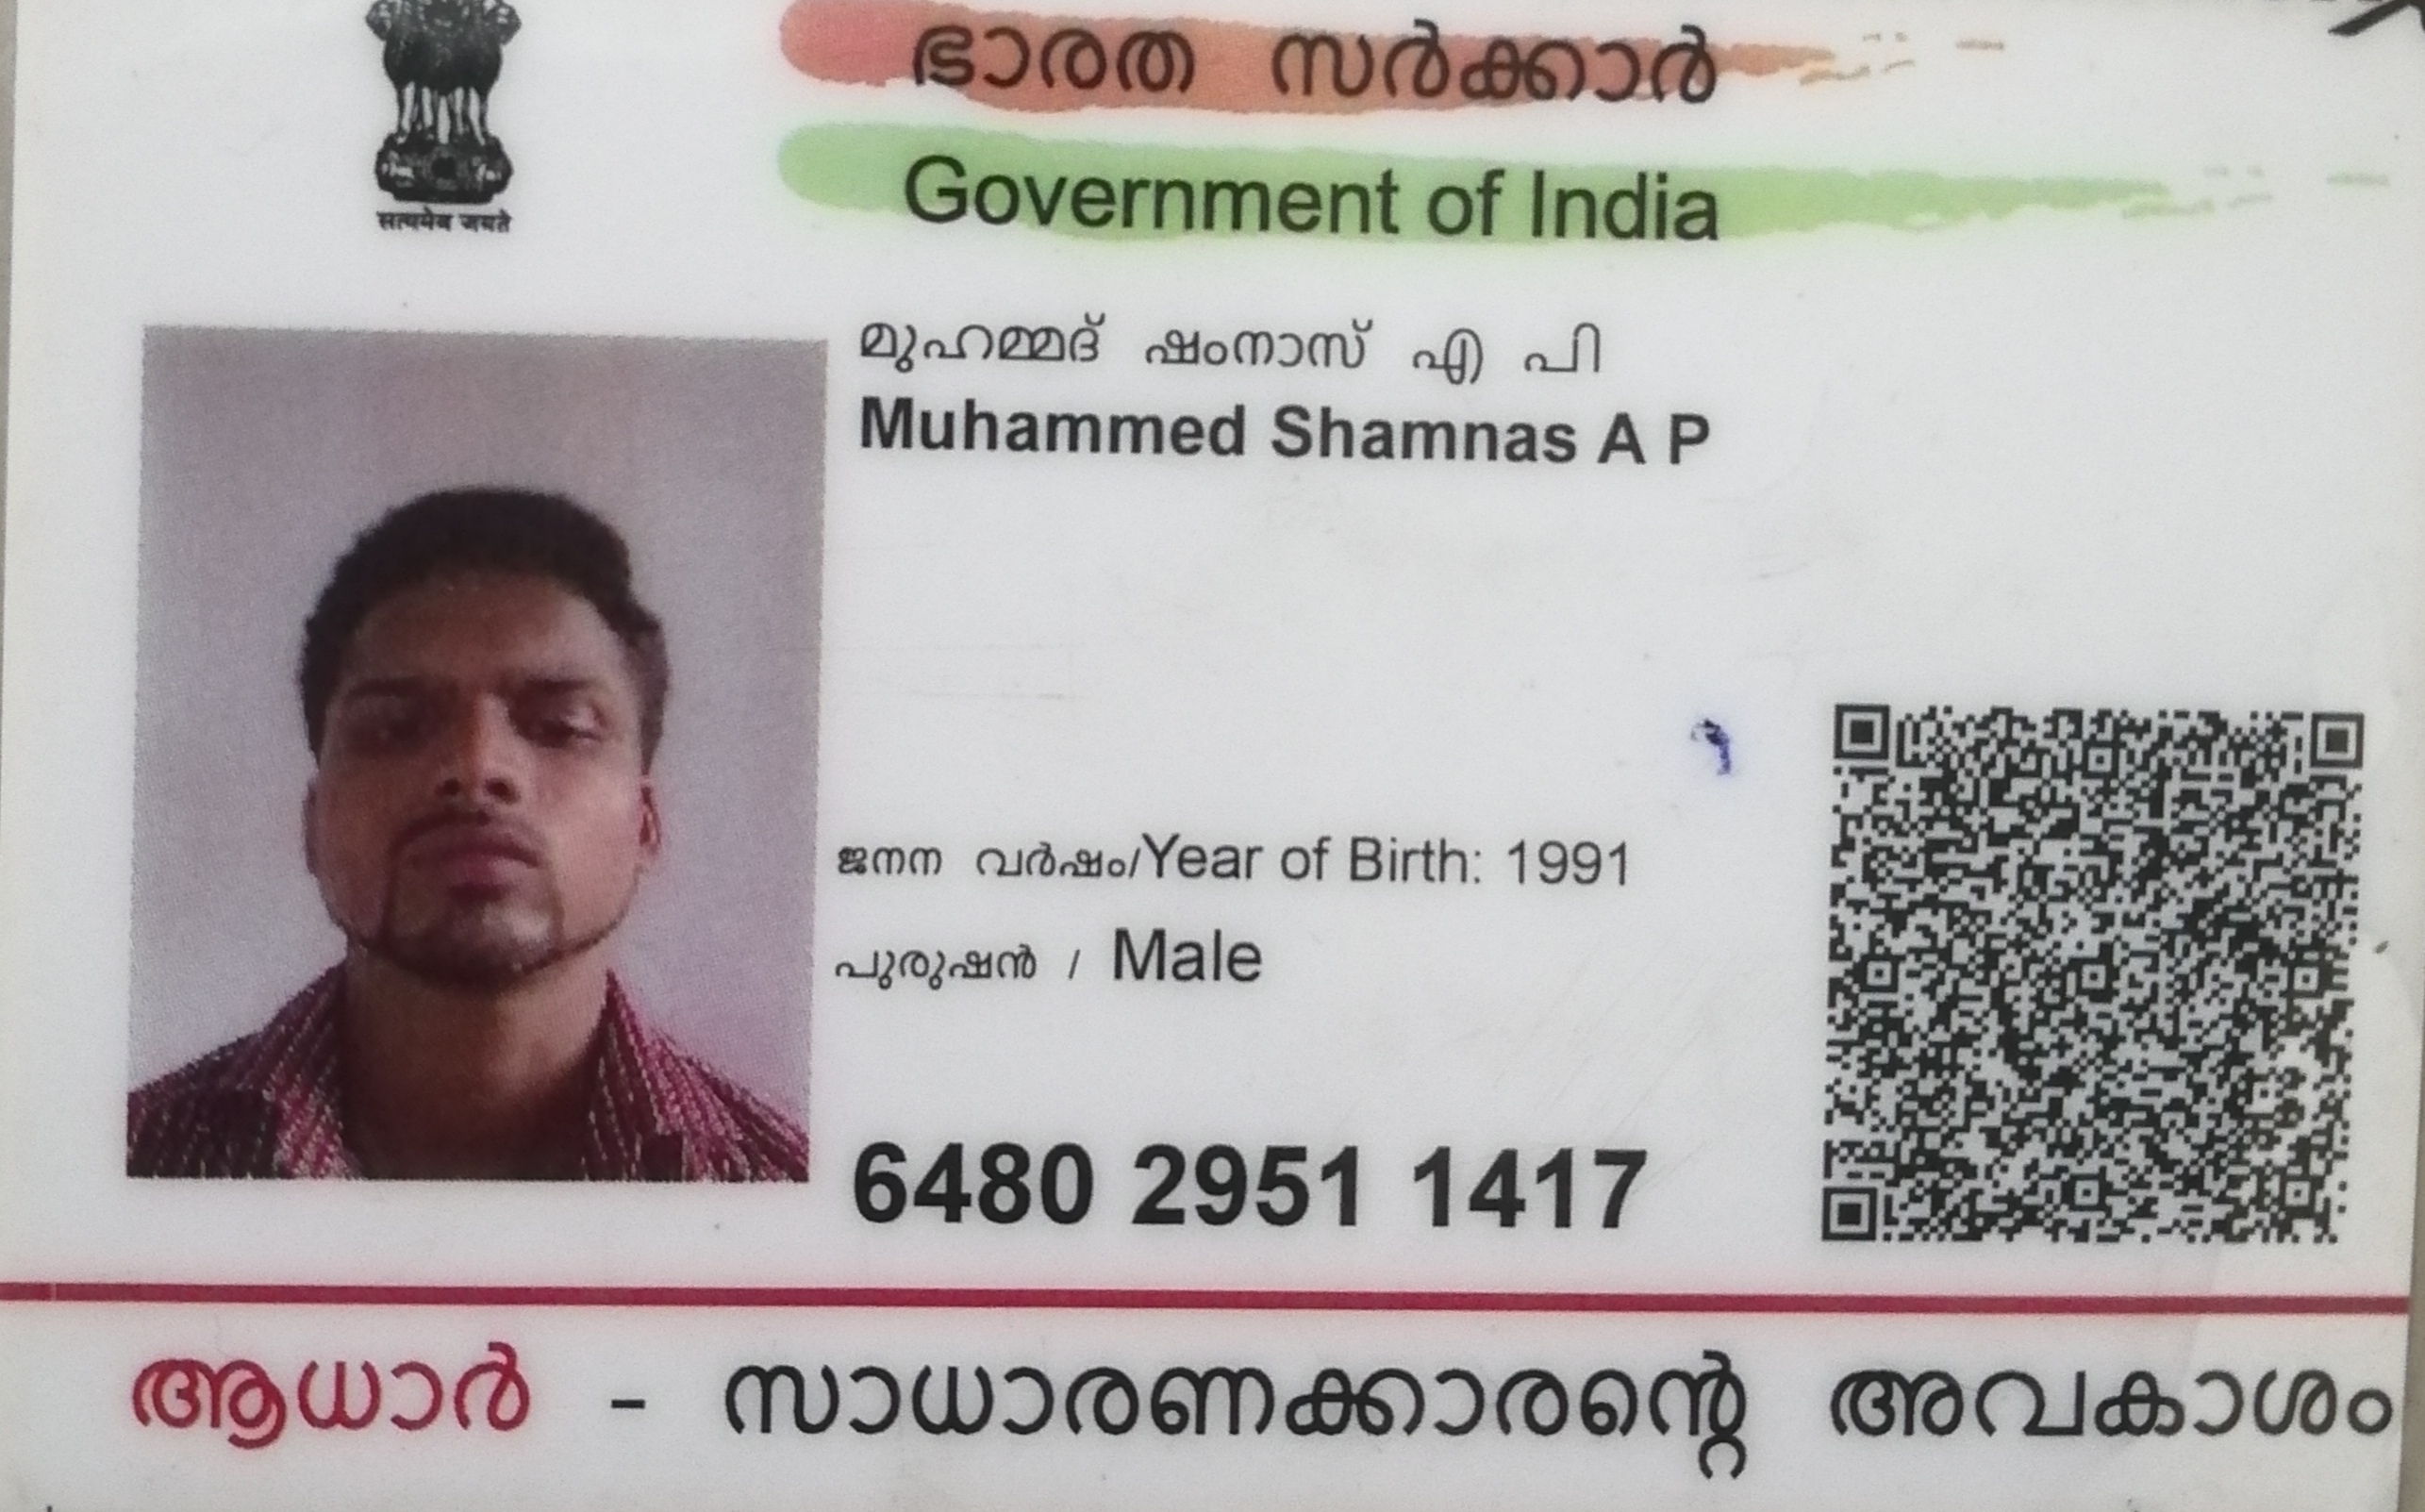 सत्यमेव जयते
ഭാരത സർക്കാർ
Government of India
മുഹമ്മദ് ഷംനാസ് എ പി
Muhammed Shamnas A P
ജനന വർഷം/Year of Birth: 1991
പുരുഷൻ / Male
6480 2951 1417
ആധാർ - സാധാരണക്കാരന്റെ അവകാശം